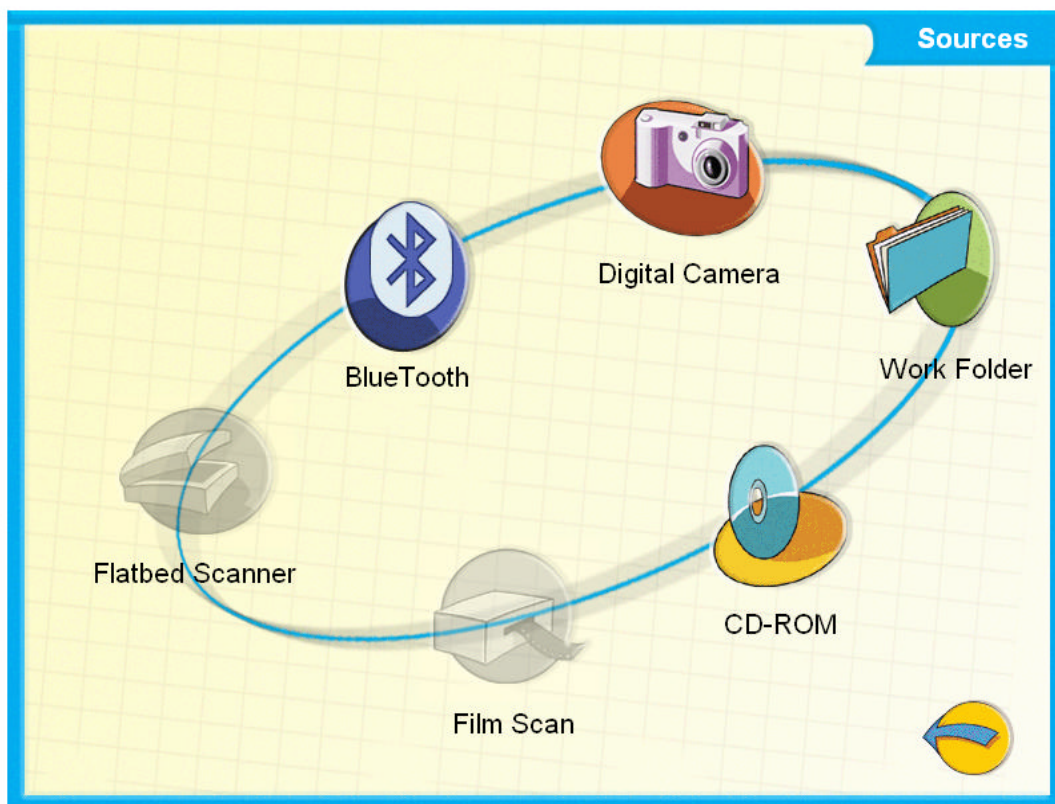 Sources
Digital Camera
BlueTooth
Work Folder
Flatbed Scanner
CD-ROM
Film Scan